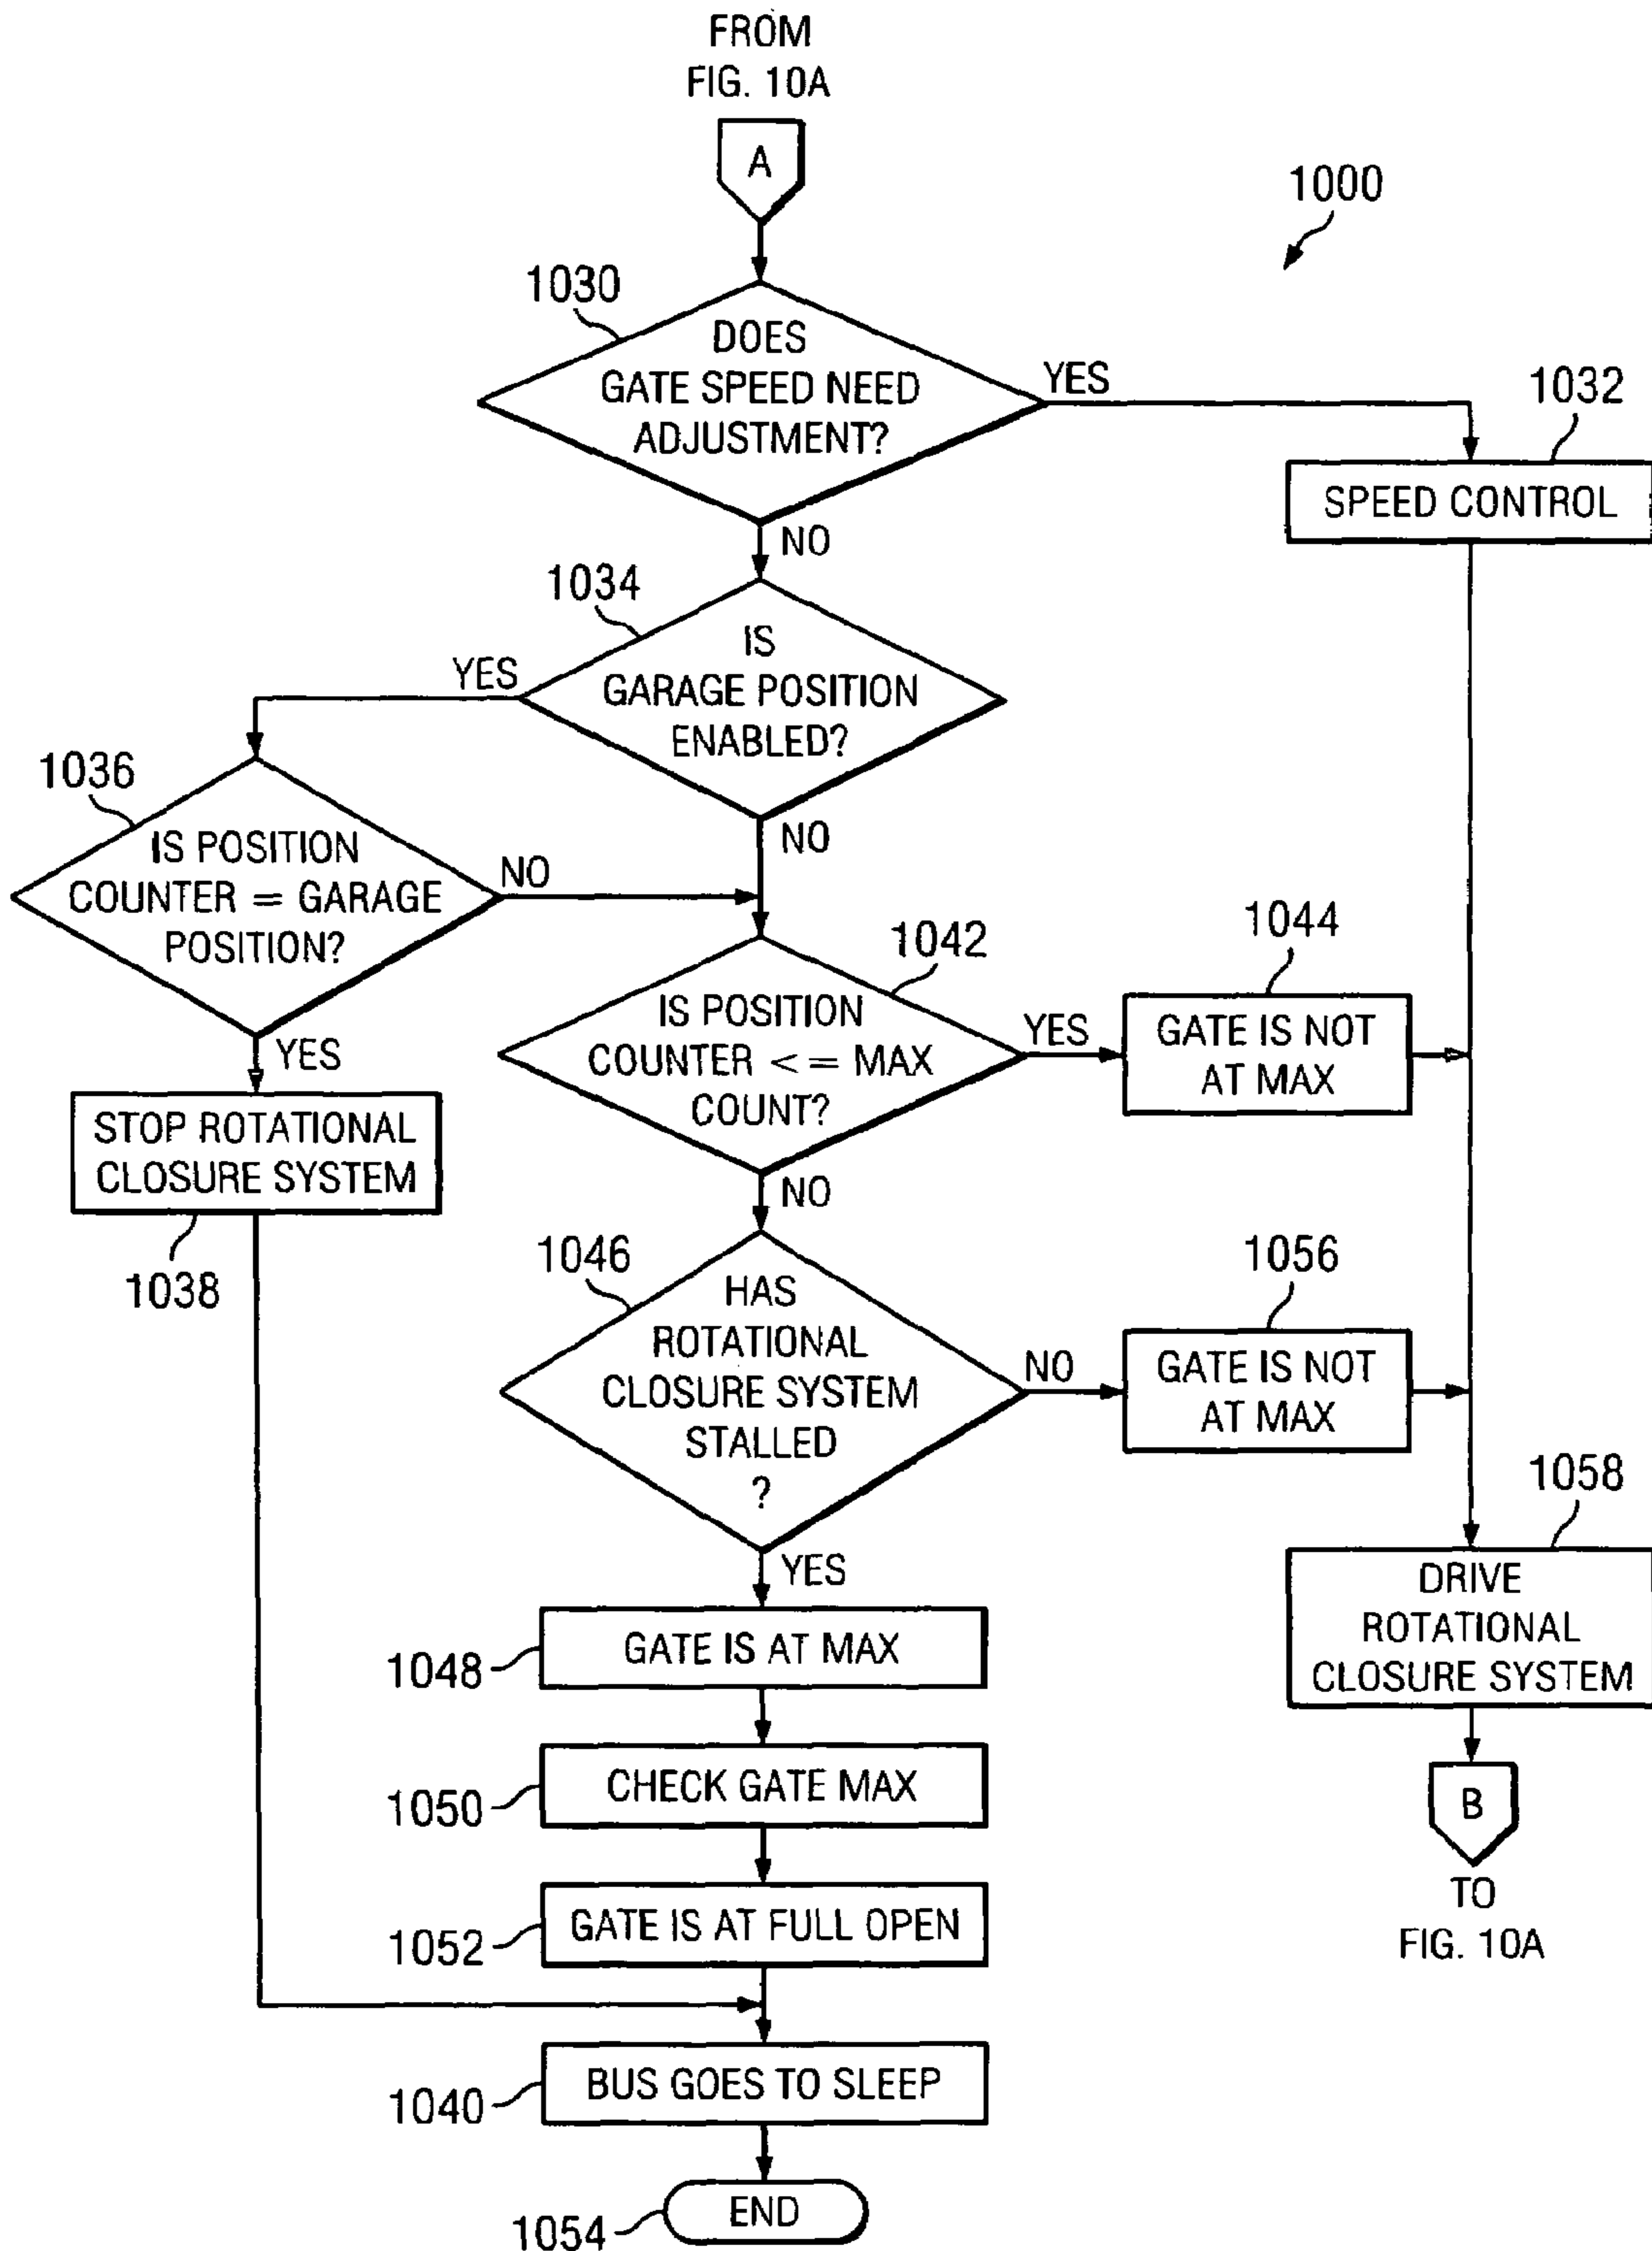 FROM
FIG. 10A
A
1000
1030
DOES
GATE SPEED NEED
ADJUSTMENT?
YES
1032
SPEED CONTROL
NO
1034
IS
GARAGE POSITION
ENABLED?
YES
1036
IS POSITION
COUNTER = GARAGE
POSITION?
NO
NO
1042
IS POSITION
COUNTER <= MAX
COUNT?
YES
1044
GATE IS NOT
AT MAX
YES
STOP ROTATIONAL
CLOSURE SYSTEM
1038
NO
1046
HAS
ROTATIONAL
CLOSURE SYSTEM
STALLED
?
NO
1056
GATE IS NOT
AT MAX
1058
DRIVE
ROTATIONAL
CLOSURE SYSTEM
B
TO
FIG. 10A
YES
1048
GATE IS AT MAX
1050
CHECK GATE MAX
1052
GATE IS AT FULL OPEN
1040
BUS GOES TO SLEEP
1054
END